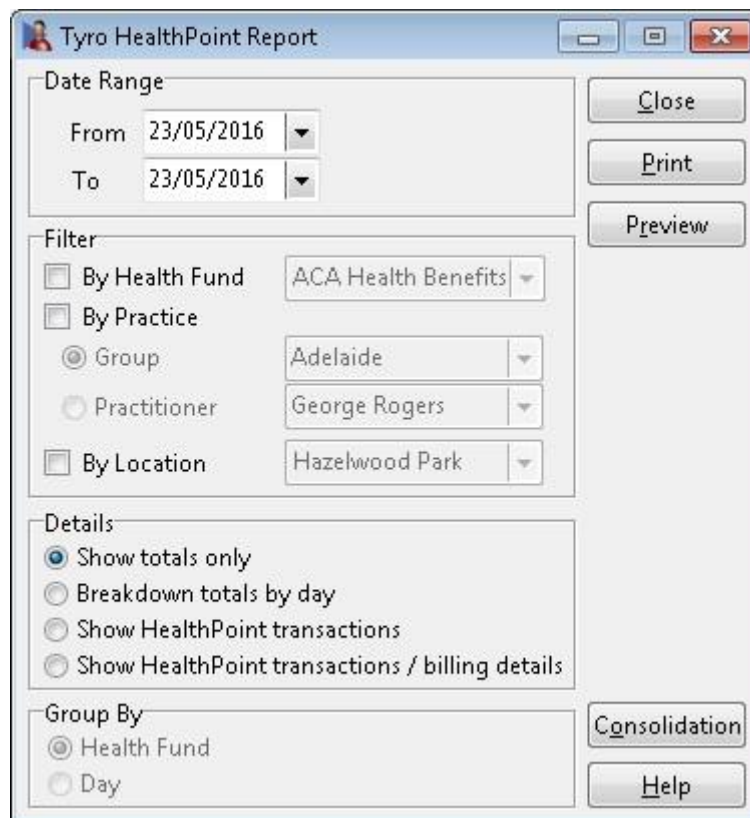 Tyro HealthPoint Report
Date Range
From 23/05/2016
To 23/05/2016
Close
Print
Preview
Filter
By Health Fund ACA Health Benefits
By Practice
Group Adelaide
Practitioner George Rogers
By Location Hazelwood Park
Details
Show totals only
Breakdown totals by day
Show HealthPoint transactions
Show HealthPoint transactions / billing details
Group By
Health Fund
Day
Consolidation
Help